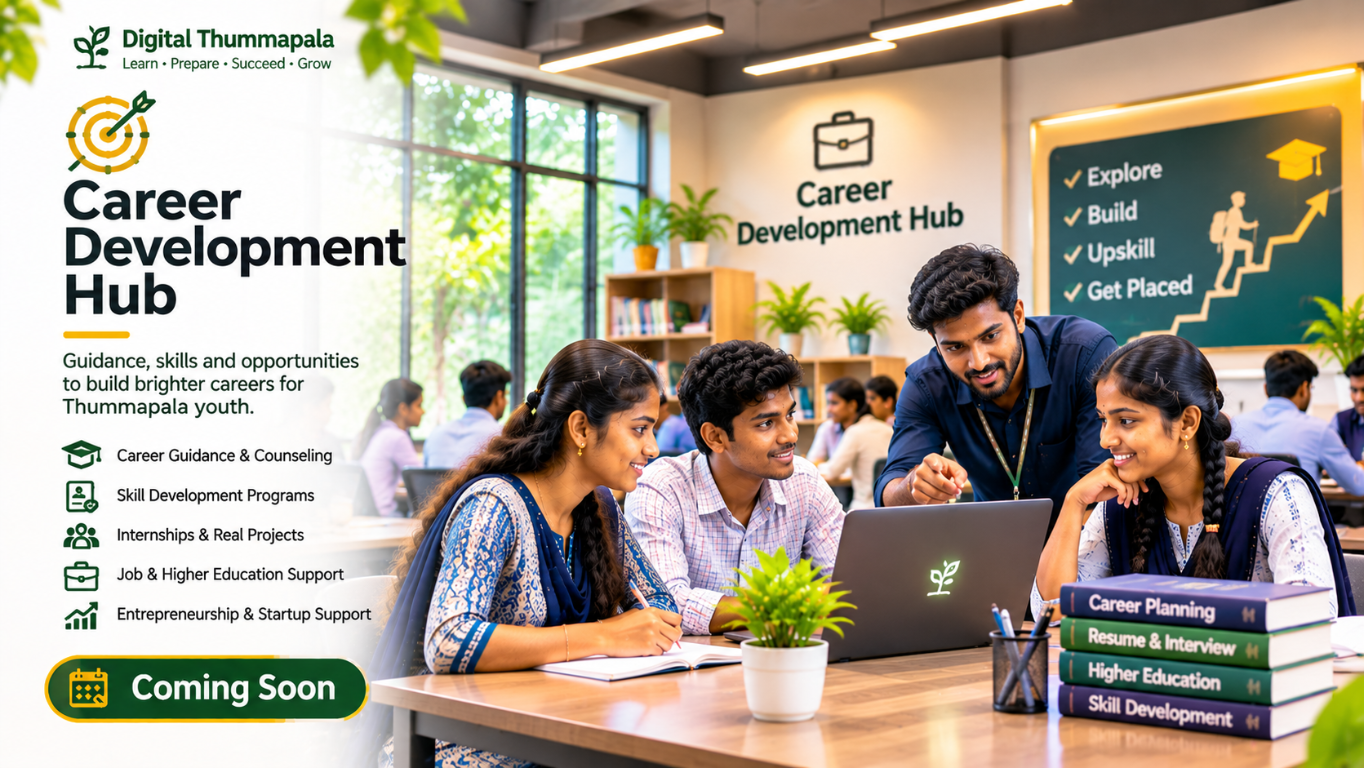 Digital Thummapala
Learn • Prepare • Succeed • Grow
Career
Development
Hub
Guidance, skills and opportunities
to build brighter careers for
Thummapala youth.
Career Guidance & Counseling
Skill Development Programs
Internships & Real Projects
Job & Higher Education Support
Entrepreneurship & Startup Support
Coming Soon
Career
Development Hub
Explore
Build
Upskill
Get Placed
Career Planning
Resume & Interview
Higher Education
Skill Development